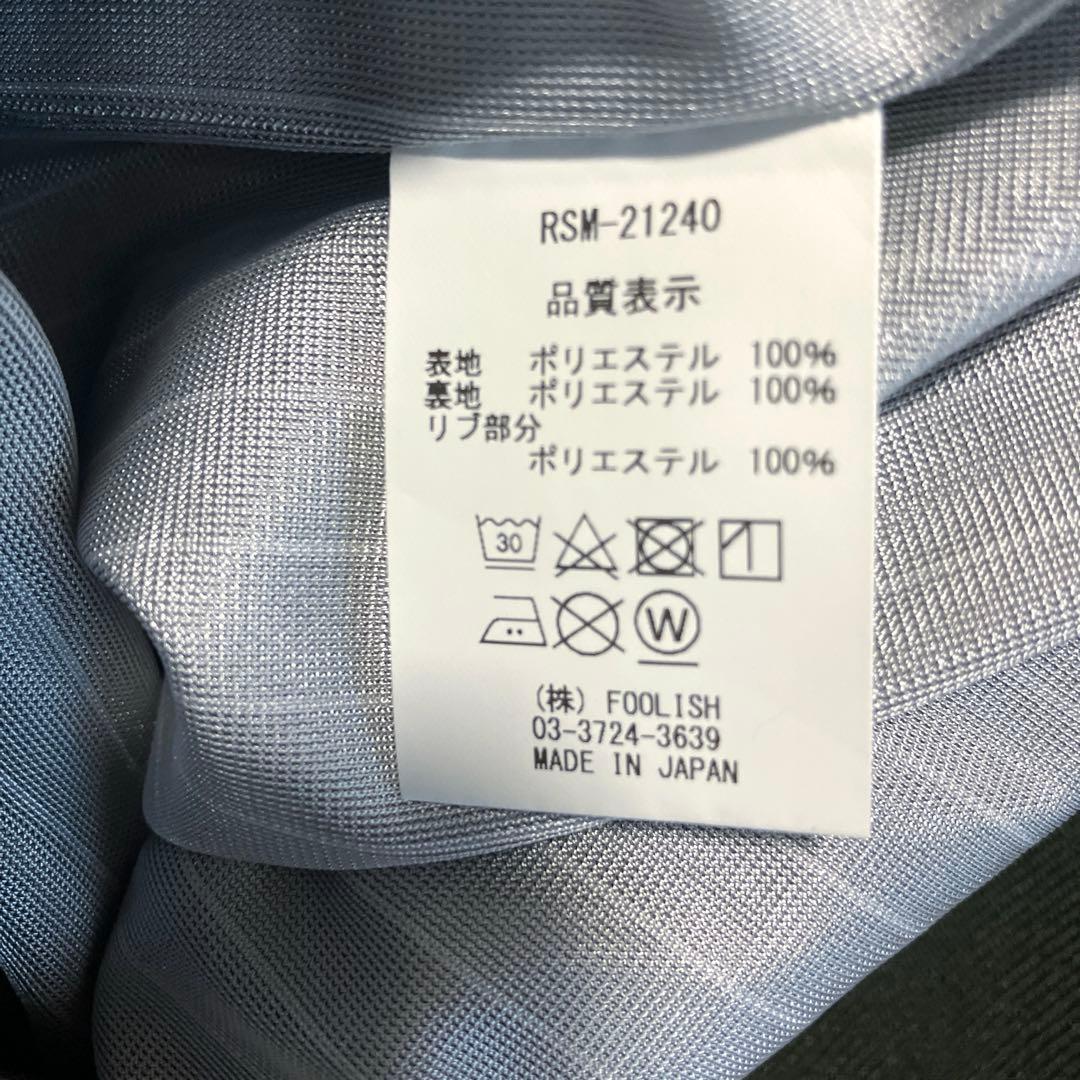 RSM-21240
品質表示
表地 ポリエステル 100%
裏地 ポリエステル 100%
リブ部分
ポリエステル 100%
30
W
(株) FOOLISH
03-3724-3639
MADE IN JAPAN